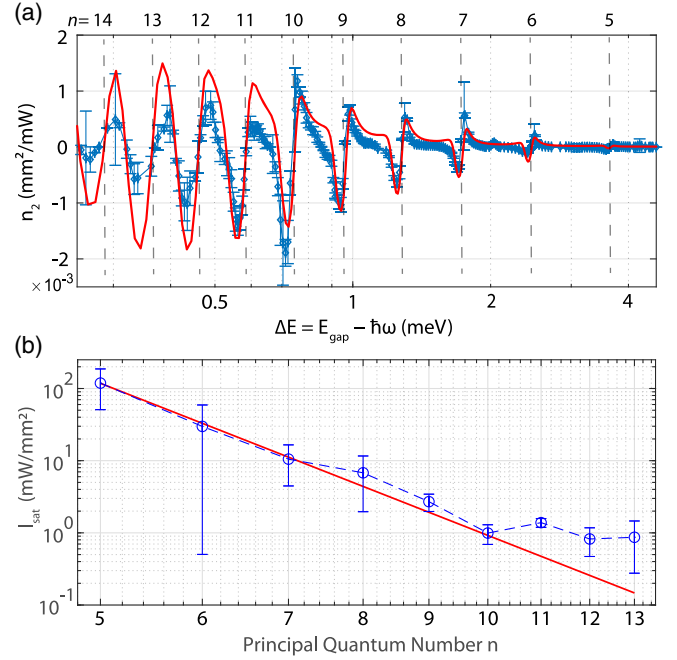 (a)
n= 14 13 12 11 10 9 8 7 6 5
2
1
0
-1
-2
×10⁻³
n₂ (mm²/mW)
0.5 1 2 4
ΔE = E_gap − ħω (meV)
(b)
10²
10¹
10⁰
10⁻¹
I_sat (mW/mm²)
5 6 7 8 9 10 11 12 13
Principal Quantum Number n